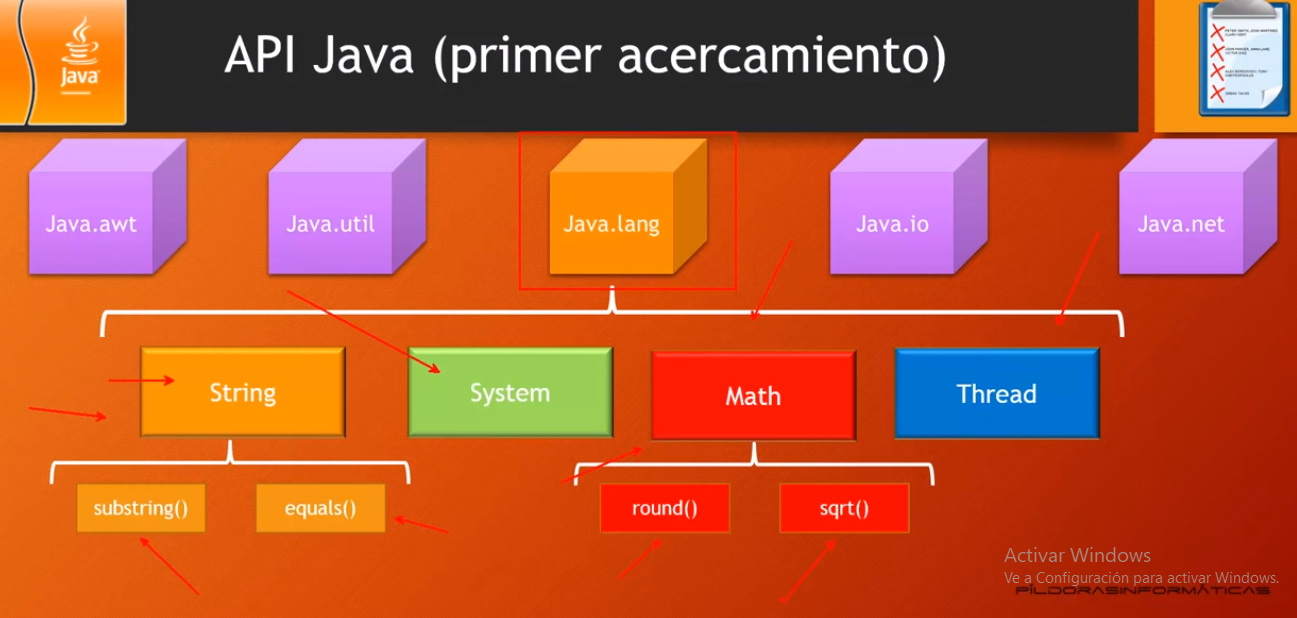 Java
API Java (primer acercamiento)
Java.awt
Java.util
Java.lang
Java.io
Java.net
String
System
Math
Thread
substring()
equals()
round()
sqrt()
Activar Windows
Ve a Configuración para activar Windows.
PÍLDORASINFORMÁTICAS